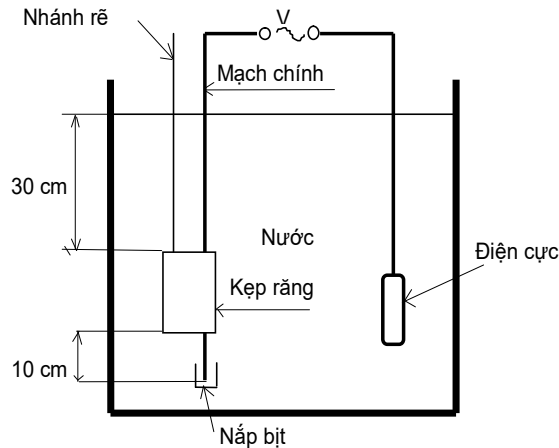 Nhánh rẽ
V
Mạch chính
30 cm
Nước
Điện cực
Kẹp răng
10 cm
Nắp bịt